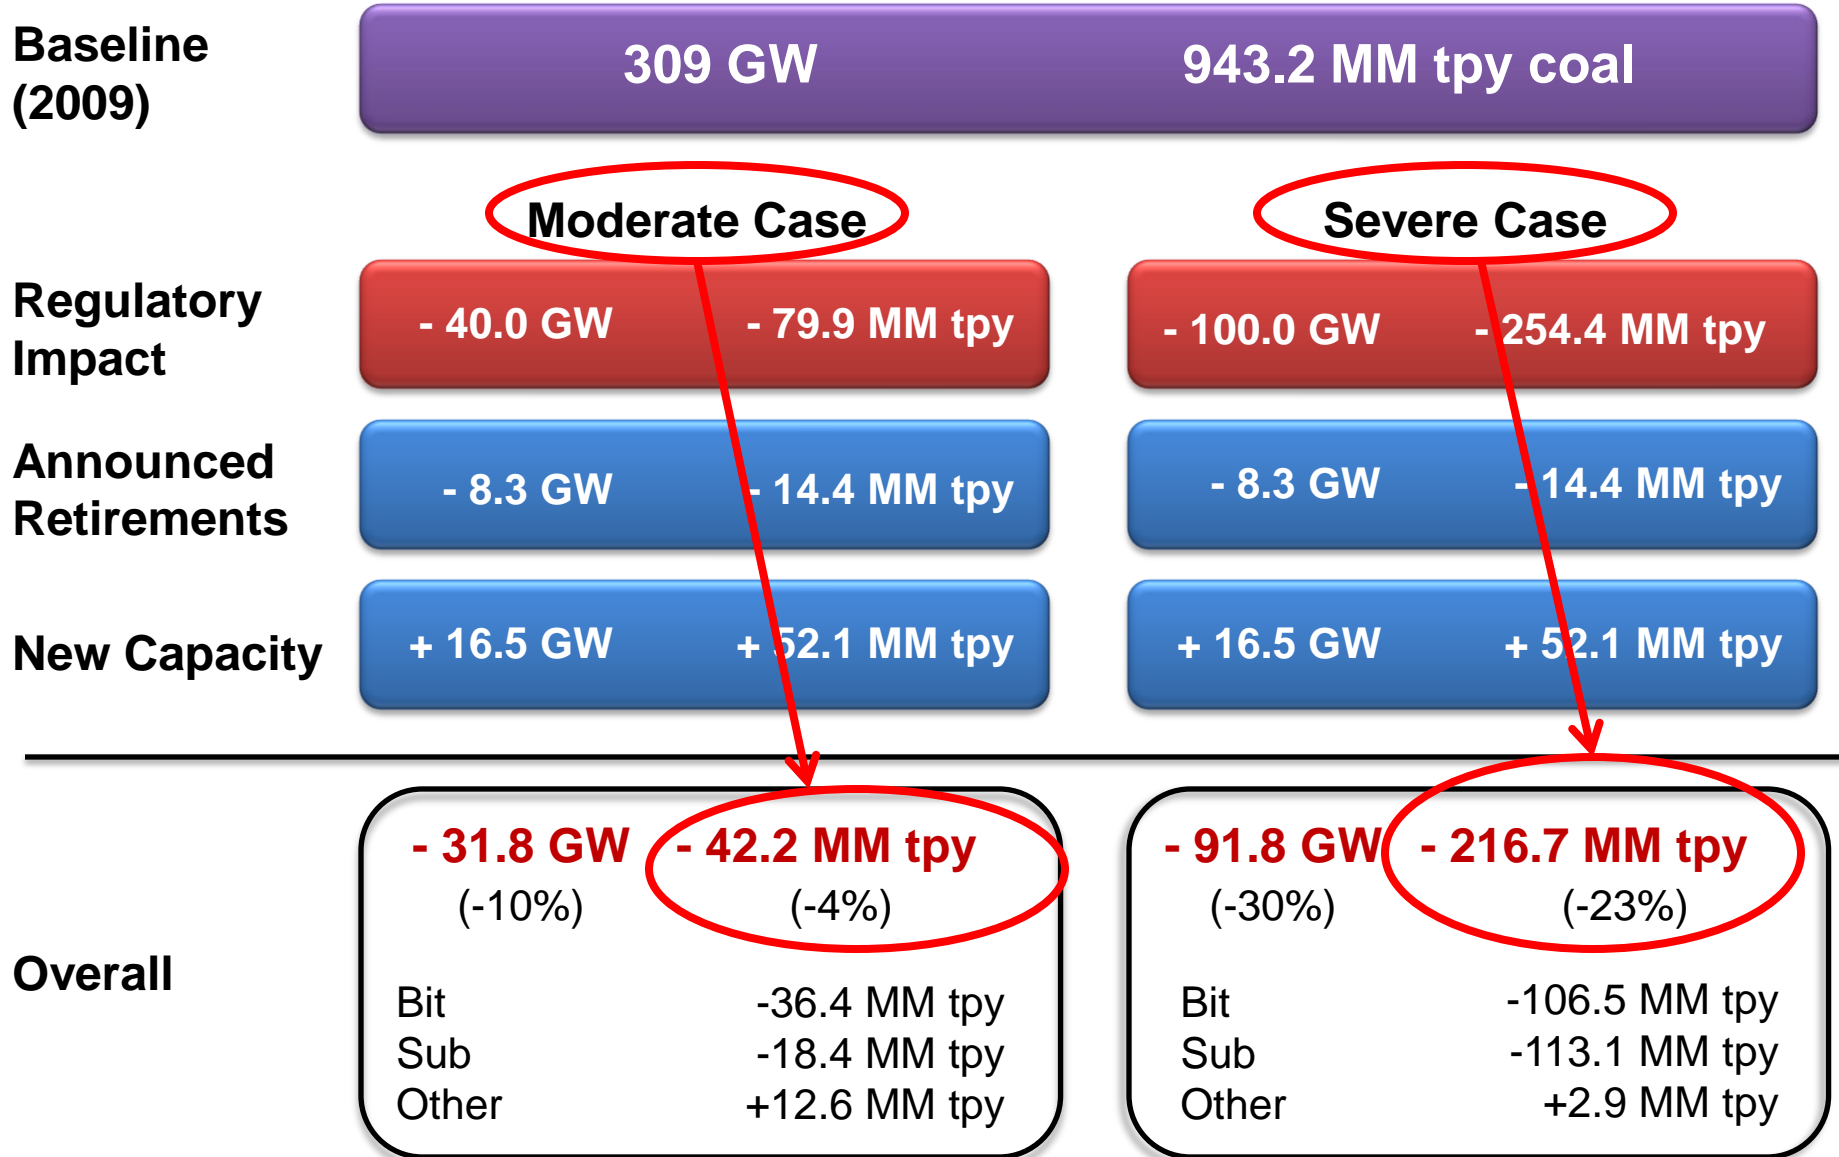 Baseline
(2009)
309 GW 943.2 MM tpy coal
Moderate Case Severe Case
Regulatory
Impact
- 40.0 GW - 79.9 MM tpy - 100.0 GW - 254.4 MM tpy
Announced
Retirements
- 8.3 GW - 14.4 MM tpy - 8.3 GW - 14.4 MM tpy
New Capacity + 16.5 GW + 52.1 MM tpy + 16.5 GW + 52.1 MM tpy
Overall
- 31.8 GW - 42.2 MM tpy
(-10%) (-4%)
Bit -36.4 MM tpy
Sub -18.4 MM tpy
Other +12.6 MM tpy
- 91.8 GW - 216.7 MM tpy
(-30%) (-23%)
Bit -106.5 MM tpy
Sub -113.1 MM tpy
Other +2.9 MM tpy